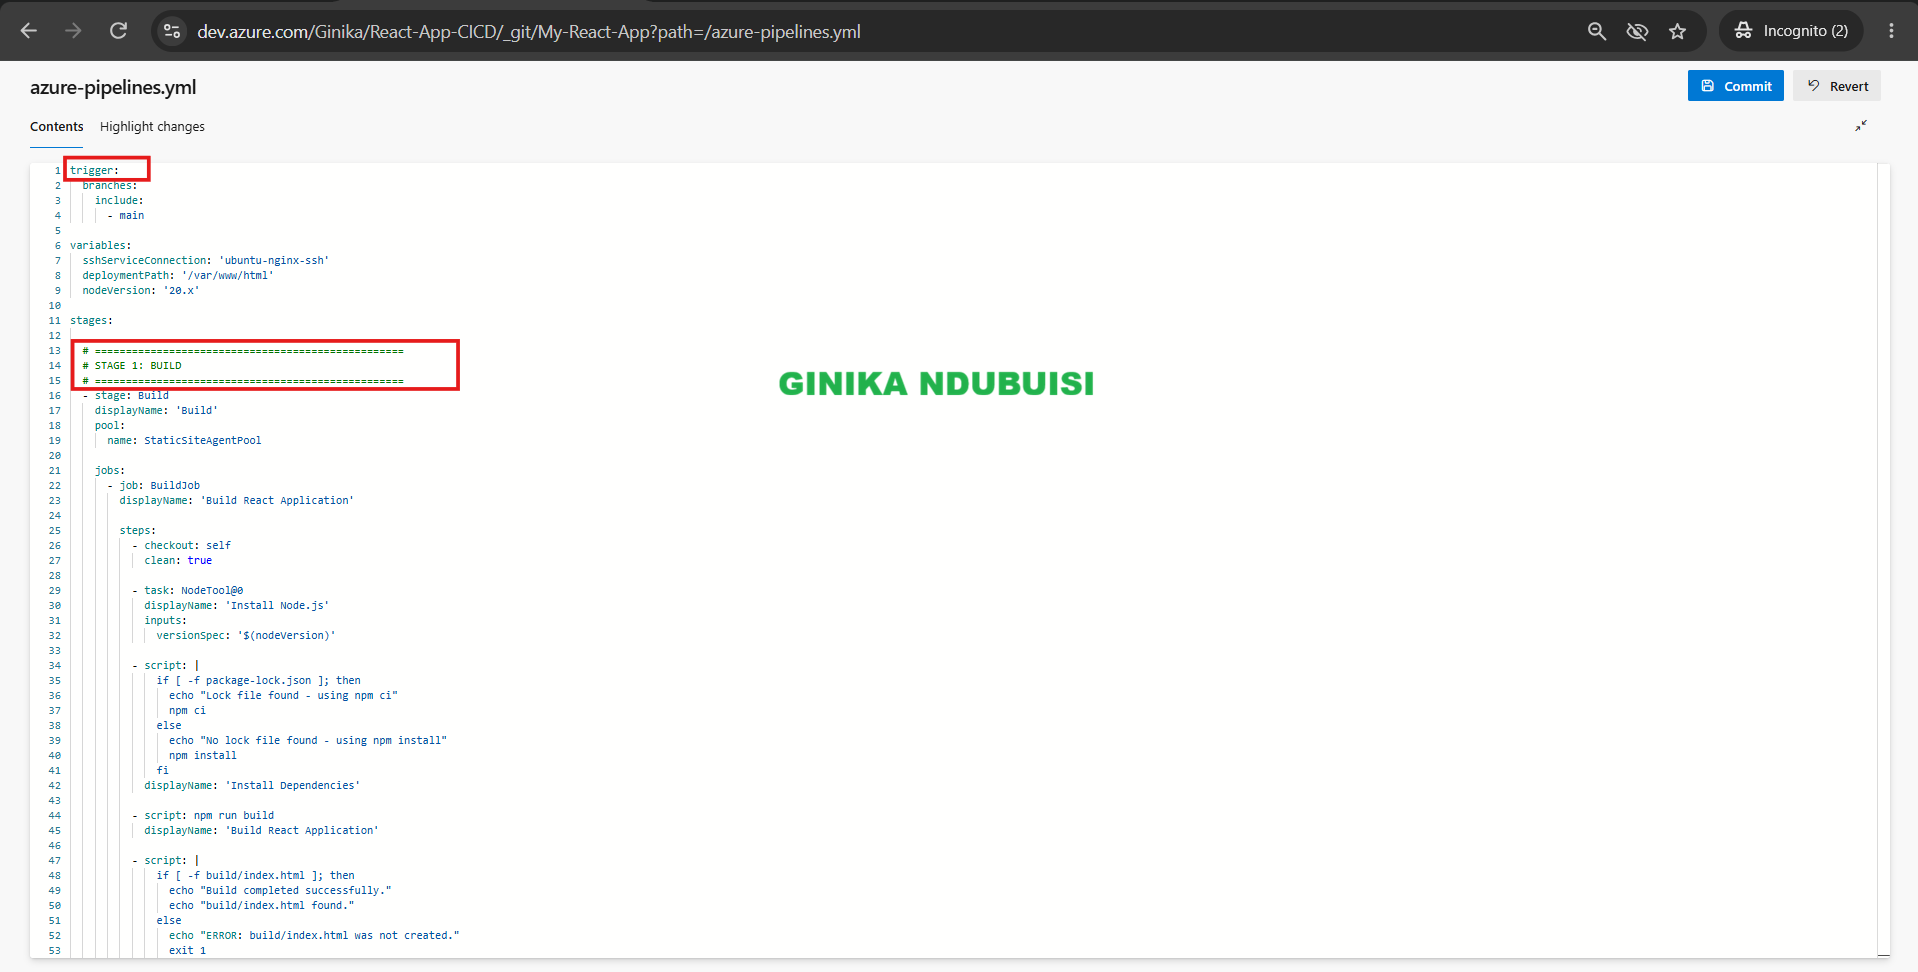 dev.azure.com/Ginika/React-App-CICD/_git/My-React-App?path=/azure-pipelines.yml
Incognito (2)
azure-pipelines.yml
Commit
Revert
Contents
Highlight changes
1 trigger:
2   branches:
3     include:
4       - main
5
6 variables:
7   sshServiceConnection: 'ubuntu-nginx-ssh'
8   deploymentPath: '/var/www/html'
9   nodeVersion: '20.x'
10
11 stages:
12
13   # ==================================================
14   # STAGE 1: BUILD
15   # ==================================================
16   - stage: Build
17     displayName: 'Build'
18     pool:
19       name: StaticSiteAgentPool
20
21     jobs:
22       - job: BuildJob
23         displayName: 'Build React Application'
24
25         steps:
26           - checkout: self
27             clean: true
28
29           - task: NodeTool@0
30             displayName: 'Install Node.js'
31             inputs:
32               versionSpec: '$(nodeVersion)'
33
34           - script: |
35               if [ -f package-lock.json ]; then
36                 echo "Lock file found - using npm ci"
37                 npm ci
38               else
39                 echo "No lock file found - using npm install"
40                 npm install
41               fi
42             displayName: 'Install Dependencies'
43
44           - script: npm run build
45             displayName: 'Build React Application'
46
47           - script: |
48               if [ -f build/index.html ]; then
49                 echo "Build completed successfully."
50                 echo "build/index.html found."
51               else
52                 echo "ERROR: build/index.html was not created."
53                 exit 1
GINIKA NDUBUISI